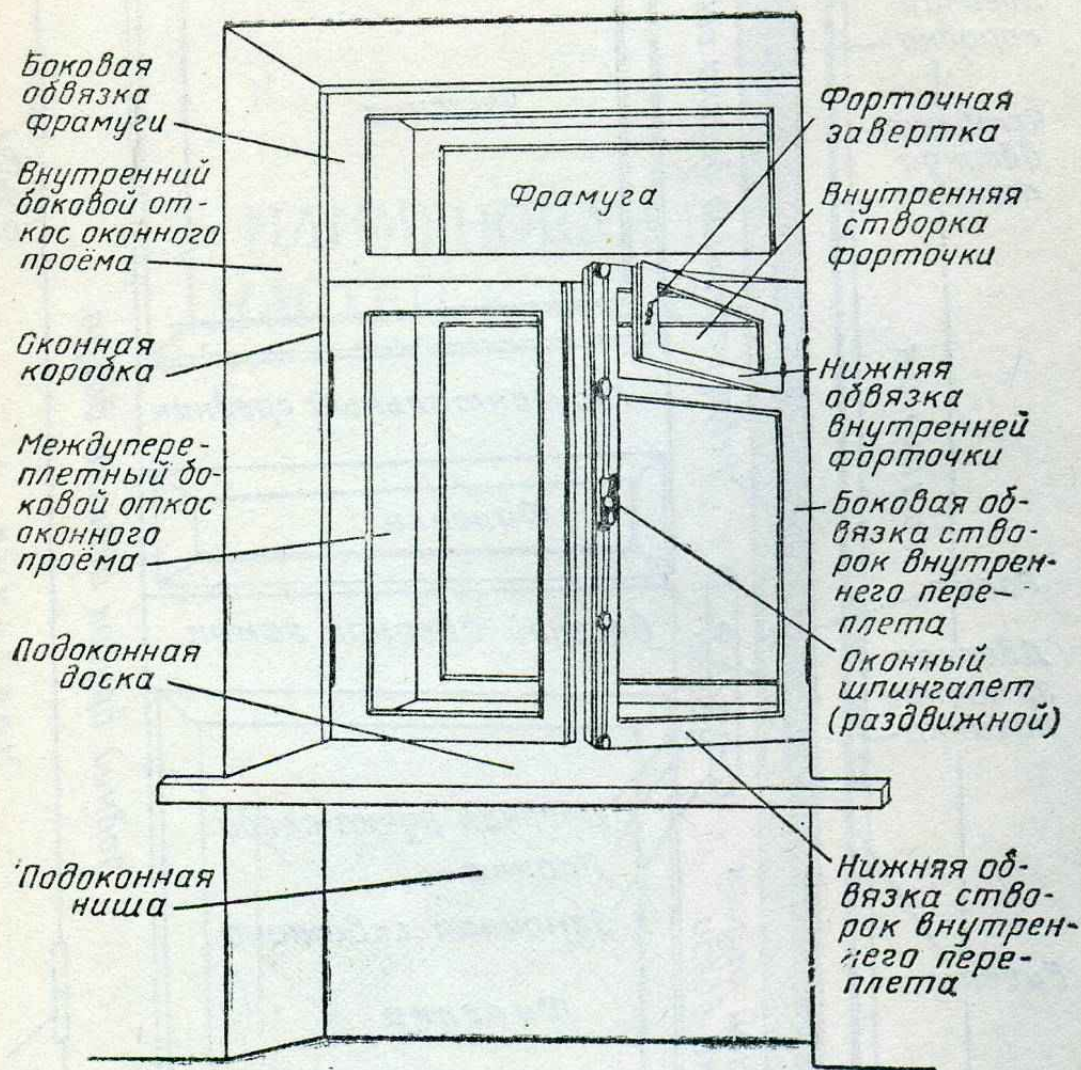 Боковая
обвязка
фрамуги
Внутренний
боковой от-
кос оконного
проёма
Оконная
коробка
Междупере-
плетный бо-
ковой откос
оконного
проёма
Подоконная
доска
Подоконная
ниша
Фрамуга
Форточная
завертка
Внутренняя
створка
форточки
Нижняя
обвязка
внутренней
форточки
Боковая об-
вязка ство-
рок внутрен-
него пере-
плета
Оконный
шпингалет
(раздвижной)
Нижняя об-
вязка ство-
рок внутрен-
него пере-
плета